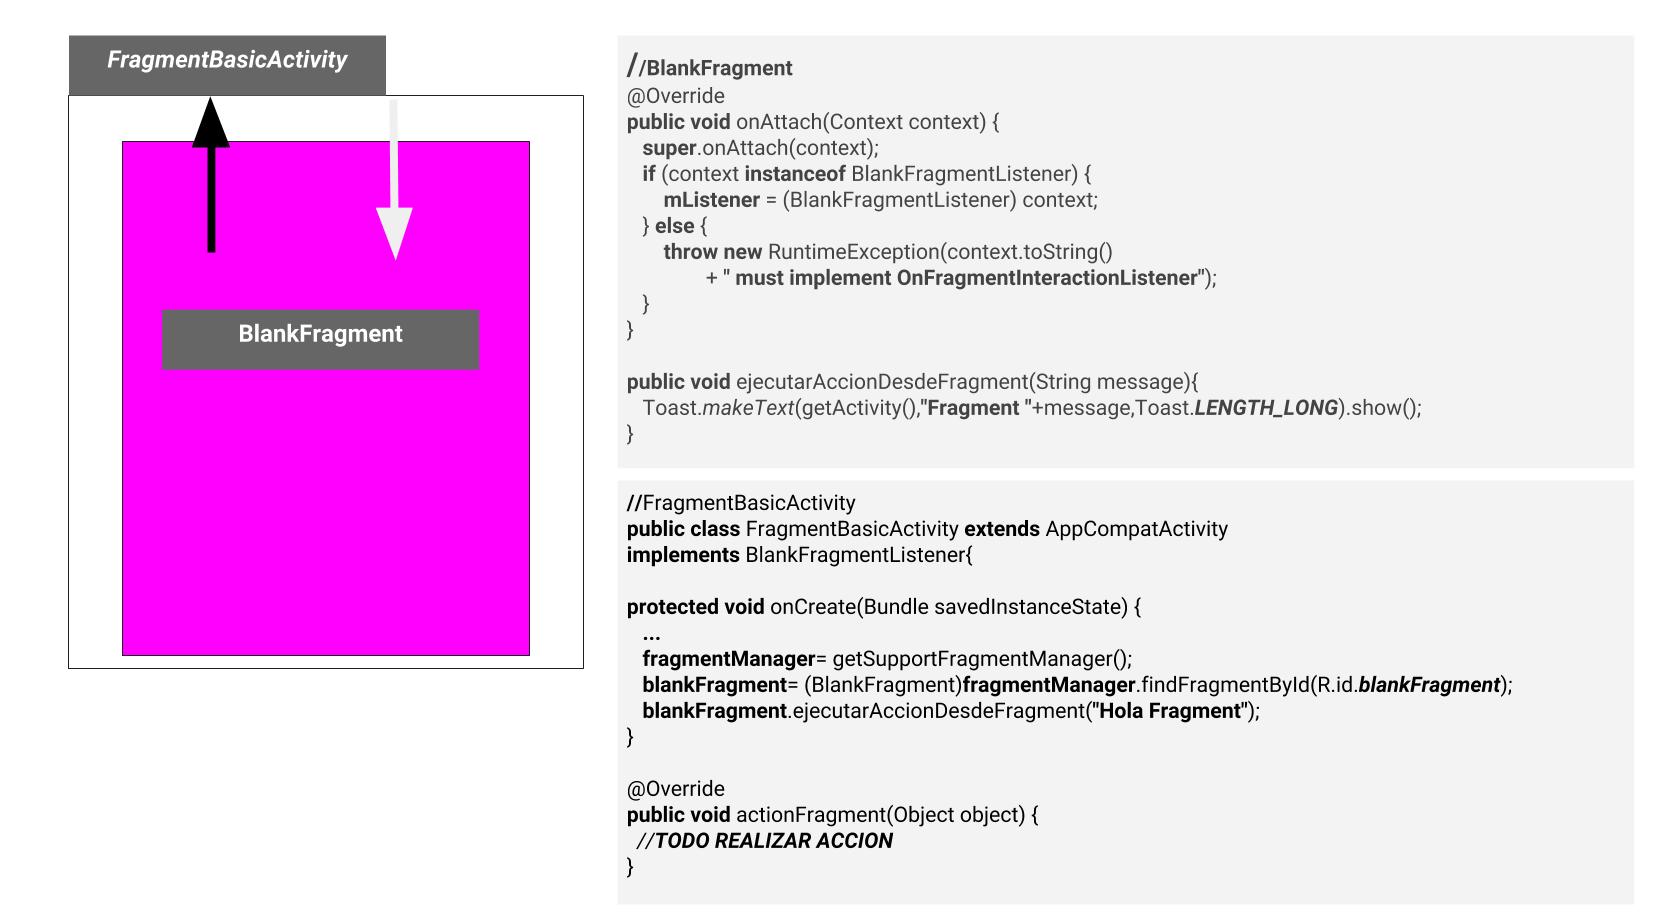 FragmentBasicActivity
BlankFragment
//BlankFragment
@Override
public void onAttach(Context context) {
super.onAttach(context);
if (context instanceof BlankFragmentListener) {
mListener = (BlankFragmentListener) context;
} else {
throw new RuntimeException(context.toString()
+ " must implement OnFragmentInteractionListener");
}
}
public void ejecutarAccionDesdeFragment(String message){
Toast.makeText(getActivity(),"Fragment "+message,Toast.LENGTH_LONG).show();
}
//FragmentBasicActivity
public class FragmentBasicActivity extends AppCompatActivity
implements BlankFragmentListener{
protected void onCreate(Bundle savedInstanceState) {
...
fragmentManager= getSupportFragmentManager();
blankFragment= (BlankFragment)fragmentManager.findFragmentById(R.id.blankFragment);
blankFragment.ejecutarAccionDesdeFragment("Hola Fragment");
}
@Override
public void actionFragment(Object object) {
//TODO REALIZAR ACCION
}